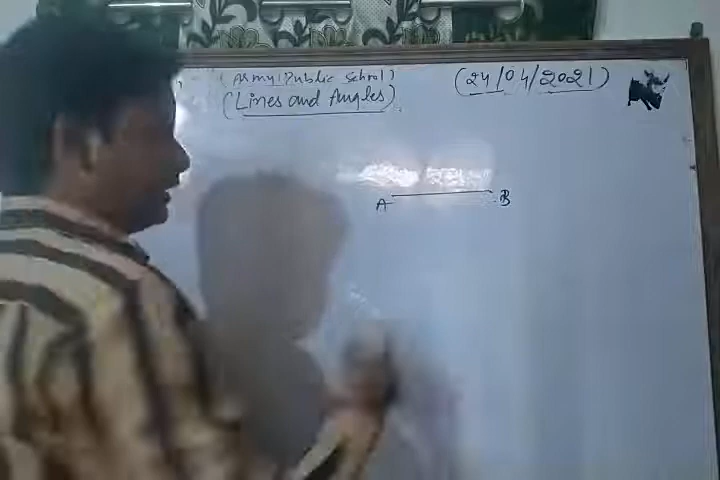 (Army Public School)
(24/04/2021)
(Lines and Angles).
A B